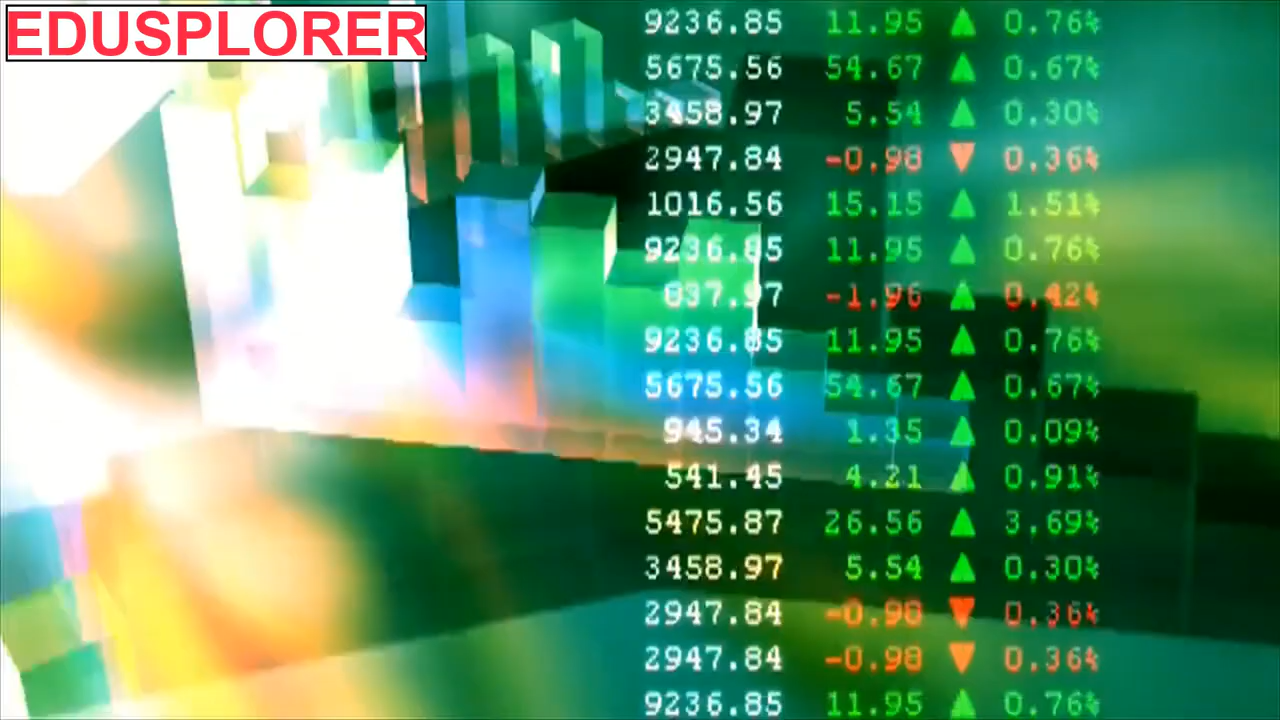 EDUSPLORER
9236.85 11.95 ▲ 0.76%
5675.56 54.67 ▲ 0.67%
3458.97 5.54 ▲ 0.30%
2947.84 -0.98 ▼ 0.36%
1016.56 15.15 ▲ 1.51%
9236.85 11.95 ▲ 0.76%
837.97 -1.96 ▲ 0.42%
9236.85 11.95 ▲ 0.76%
5675.56 54.67 ▲ 0.67%
945.34 1.35 ▲ 0.09%
541.45 4.21 ▲ 0.91%
5475.87 26.56 ▲ 3.69%
3458.97 5.54 ▲ 0.30%
2947.84 -0.98 ▼ 0.36%
2947.84 -0.98 ▼ 0.36%
9236.85 11.95 ▲ 0.76%